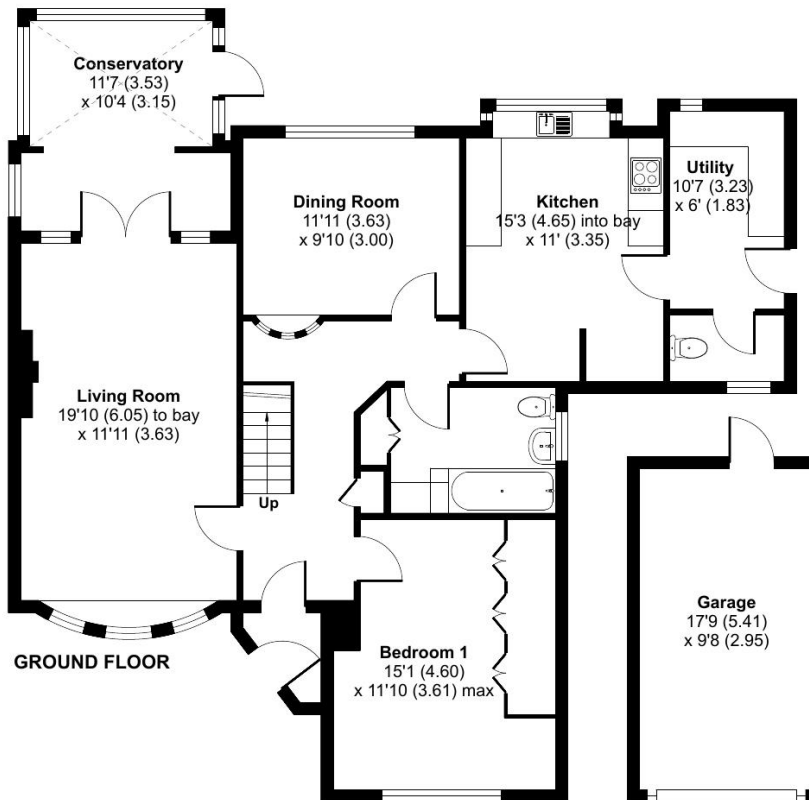 Conservatory
11'7 (3.53)
x 10'4 (3.15)
Dining Room
11'11 (3.63)
x 9'10 (3.00)
Kitchen
15'3 (4.65) into bay
x 11' (3.35)
Utility
10'7 (3.23)
x 6' (1.83)
Living Room
19'10 (6.05) to bay
x 11'11 (3.63)
Up
Garage
17'9 (5.41)
x 9'8 (2.95)
Bedroom 1
15'1 (4.60)
x 11'10 (3.61) max
GROUND FLOOR